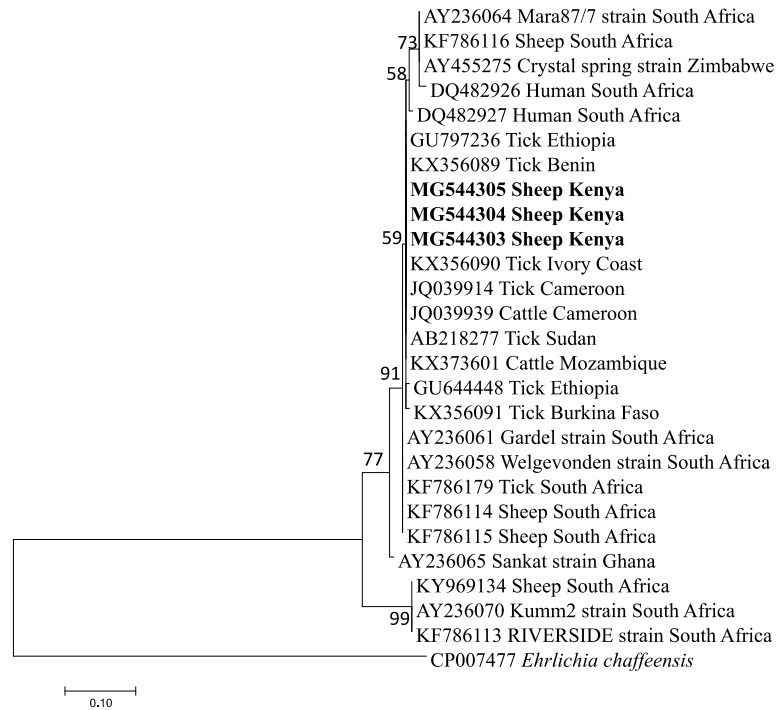 AY236064 Mara87/7 strain South Africa
73
KF786116 Sheep South Africa
AY455275 Crystal spring strain Zimbabwe
58
DQ482926 Human South Africa
DQ482927 Human South Africa
GU797236 Tick Ethiopia
KX356089 Tick Benin
MG544305 Sheep Kenya
MG544304 Sheep Kenya
59
MG544303 Sheep Kenya
KX356090 Tick Ivory Coast
JQ039914 Tick Cameroon
JQ039939 Cattle Cameroon
AB218277 Tick Sudan
KX373601 Cattle Mozambique
91
GU644448 Tick Ethiopia
KX356091 Tick Burkina Faso
AY236061 Gardel strain South Africa
77
AY236058 Welgevonden strain South Africa
KF786179 Tick South Africa
KF786114 Sheep South Africa
KF786115 Sheep South Africa
AY236065 Sankat strain Ghana
KY969134 Sheep South Africa
AY236070 Kumm2 strain South Africa
99
KF786113 RIVERSIDE strain South Africa
CP007477 Ehrlichia chaffeensis
0.10